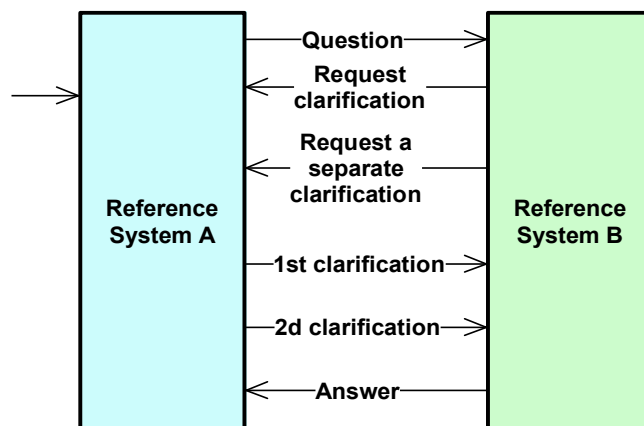 Question
Request
clarification
Request a
separate
clarification
Reference
System A
Reference
System B
1st clarification
2d clarification
Answer